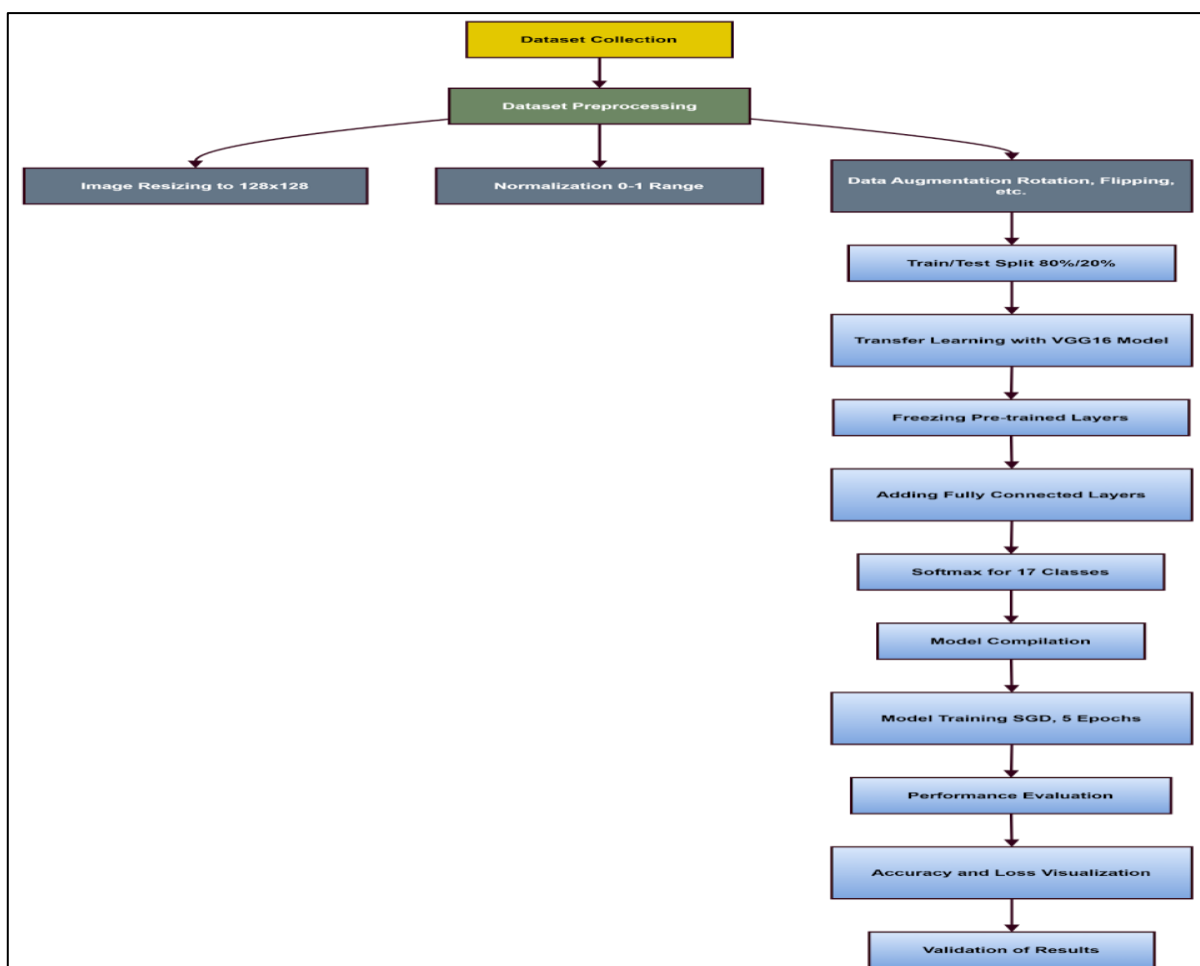 Dataset Collection
Dataset Preprocessing
Image Resizing to 128x128
Normalization 0-1 Range
Data Augmentation Rotation, Flipping,
etc.
Train/Test Split 80%/20%
Transfer Learning with VGG16 Model
Freezing Pre-trained Layers
Adding Fully Connected Layers
Softmax for 17 Classes
Model Compilation
Model Training SGD, 5 Epochs
Performance Evaluation
Accuracy and Loss Visualization
Validation of Results